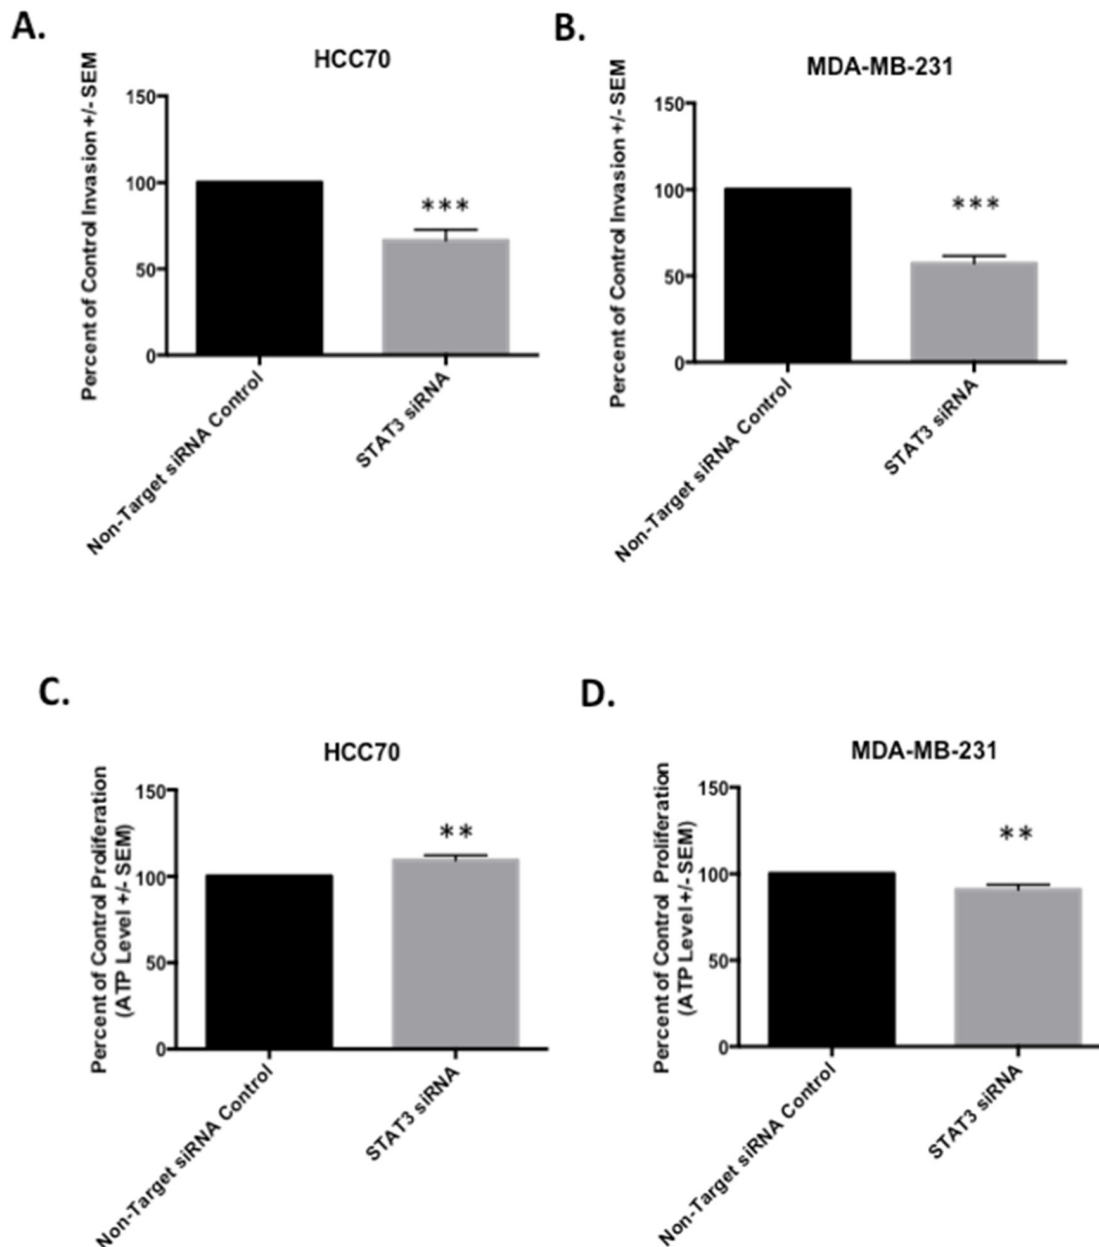 A.
HCC70
Percent of Control Invasion +/- SEM
150
100
50
0
***
Non-Target siRNA Control
STAT3 siRNA
B.
MDA-MB-231
Percent of Control Invasion +/- SEM
150
100
50
0
***
Non-Target siRNA Control
STAT3 siRNA
C.
HCC70
Percent of Control Proliferation
(ATP Level +/- SEM)
150
100
50
0
**
Non-Target siRNA Control
STAT3 siRNA
D.
MDA-MB-231
Percent of Control Proliferation
(ATP Level +/- SEM)
150
100
50
0
**
Non-Target siRNA Control
STAT3 siRNA